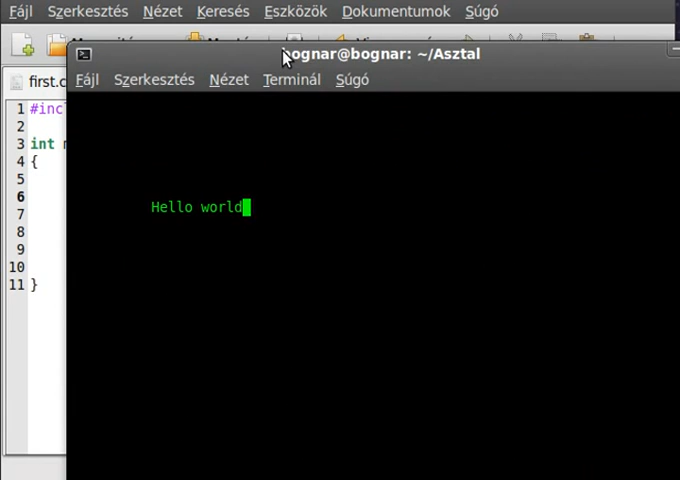 Fájl Szerkesztés Nézet Keresés Eszközök Dokumentumok Súgó
bognar@bognar: ~/Asztal
Fájl Szerkesztés Nézet Terminál Súgó
first.c
1 #incl
2
3 int
4 {
5
6
7
8
9
10
11 }
Hello world